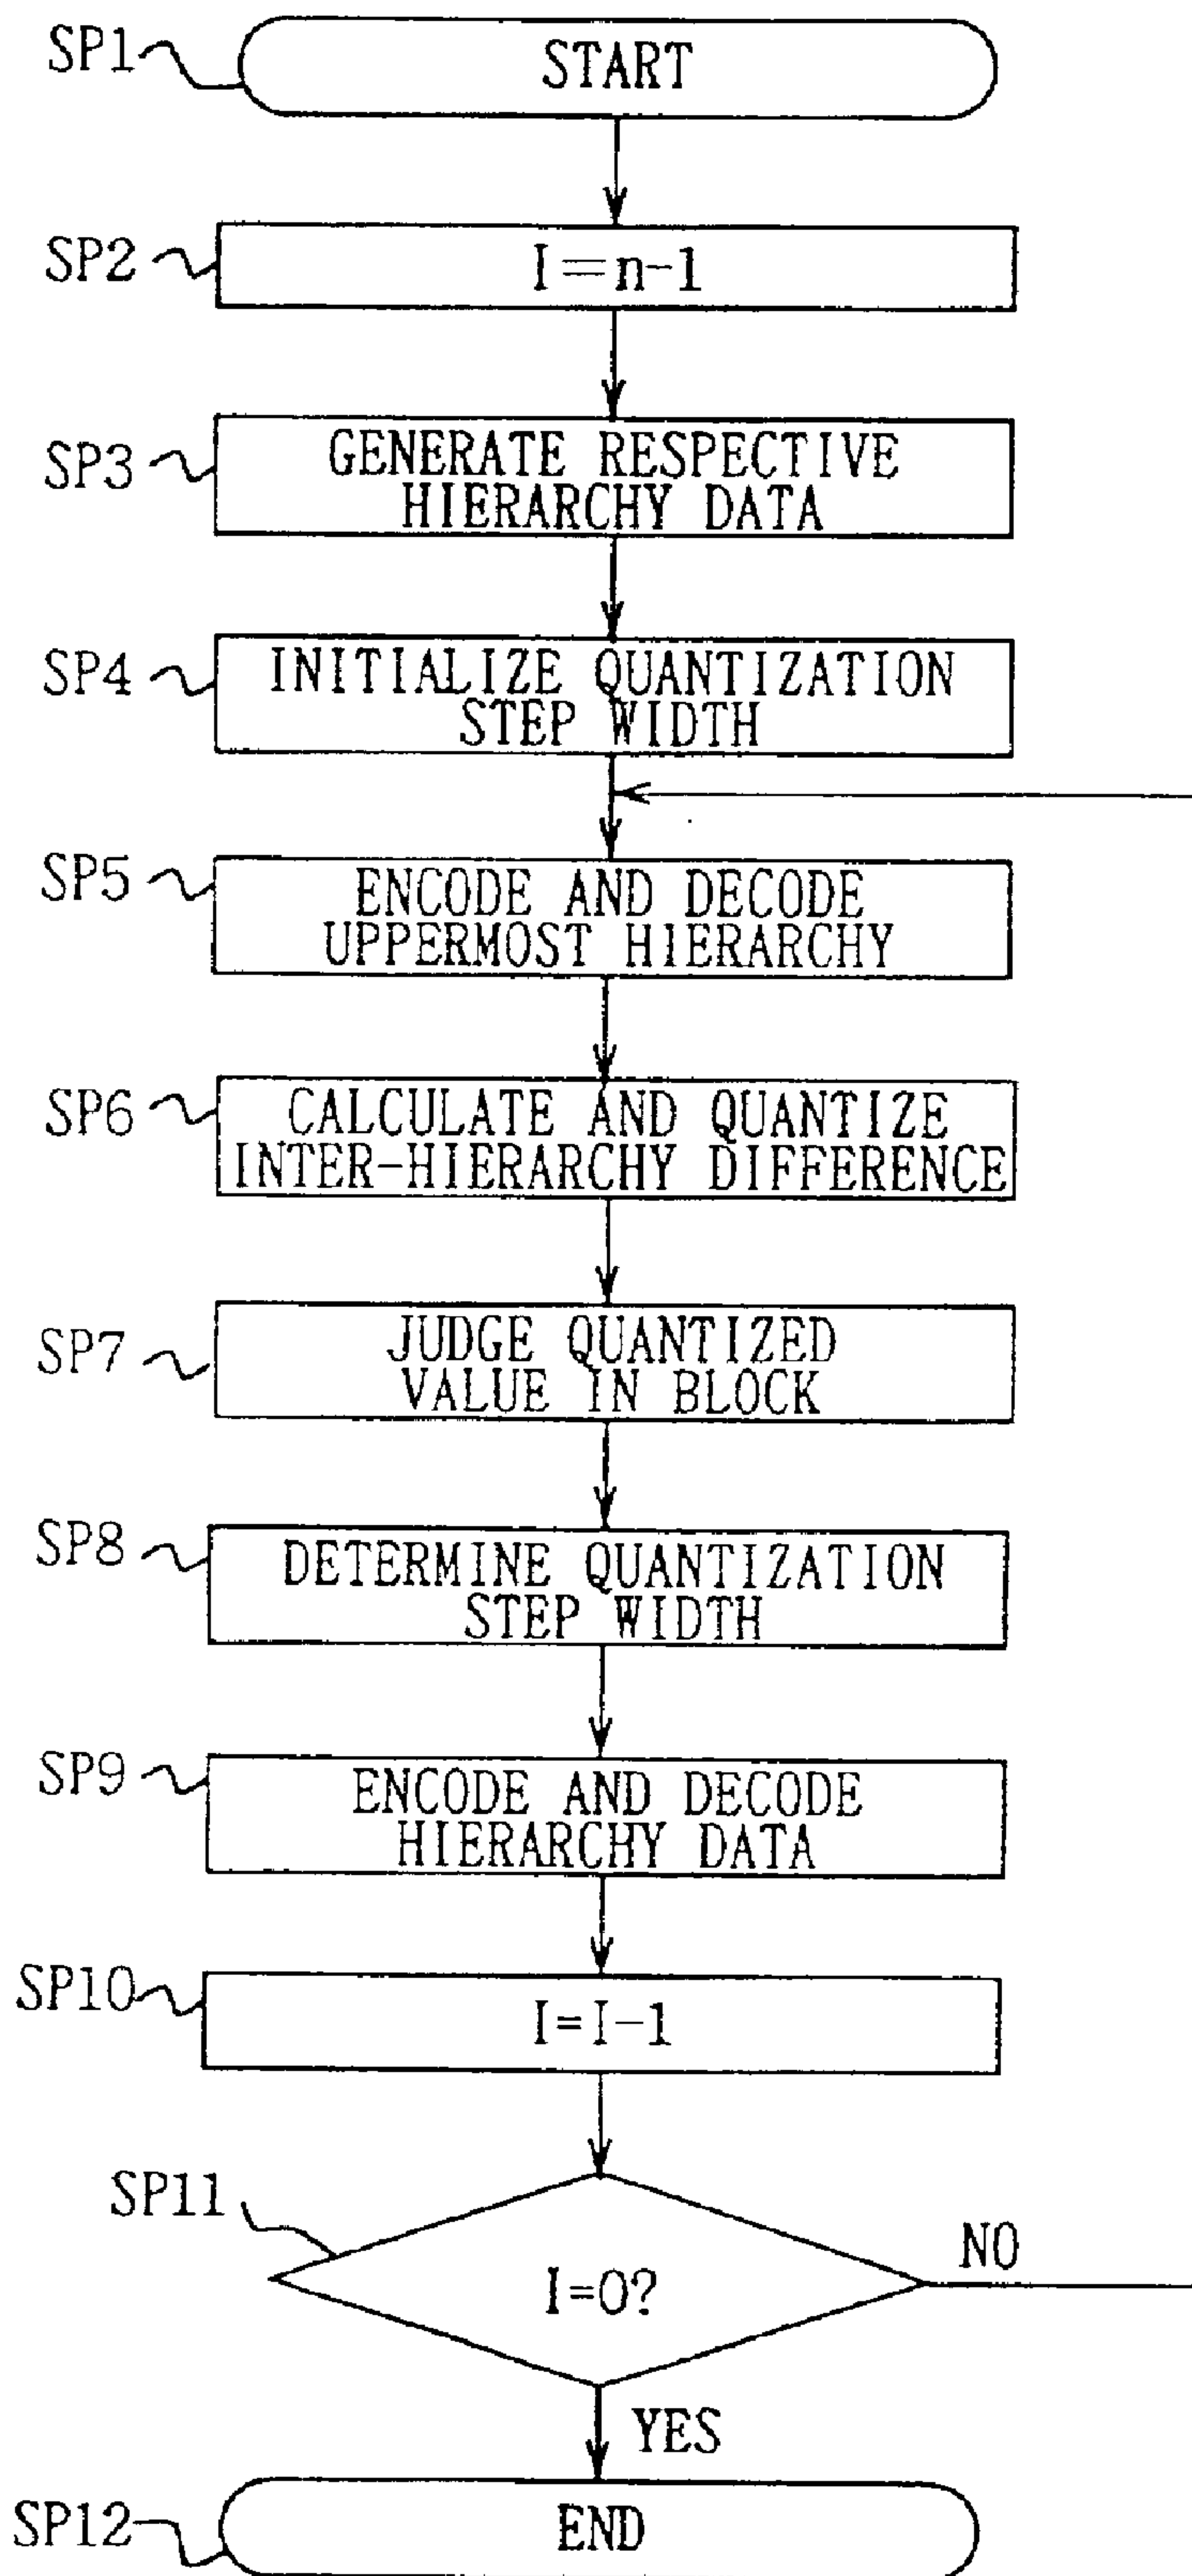 SP1
START
SP2
I=n-1
SP3
GENERATE RESPECTIVE
HIERARCHY DATA
SP4
INITIALIZE QUANTIZATION
STEP WIDTH
SP5
ENCODE AND DECODE
UPPERMOST HIERARCHY
SP6
CALCULATE AND QUANTIZE
INTER-HIERARCHY DIFFERENCE
SP7
JUDGE QUANTIZED
VALUE IN BLOCK
SP8
DETERMINE QUANTIZATION
STEP WIDTH
SP9
ENCODE AND DECODE
HIERARCHY DATA
SP10
I=I-1
SP11
I=0?
NO
YES
SP12
END